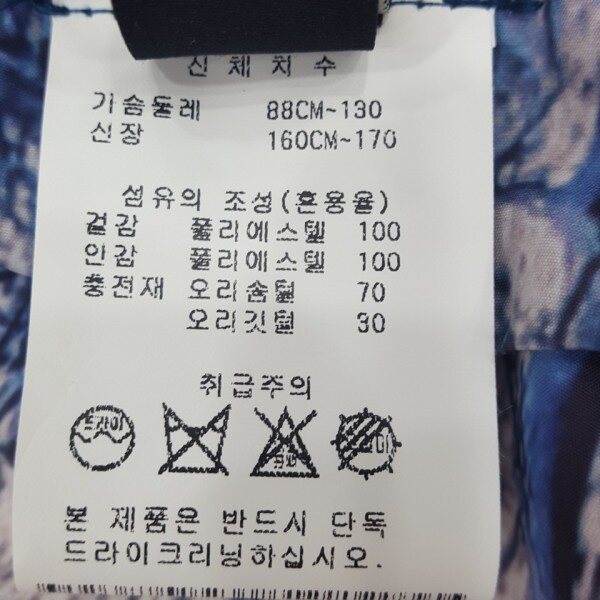 신체치수
가슴둘레 88CM~130
신장 160CM~170
섬유의 조성(혼용율)
겉감 폴리에스텔 100
안감 폴리에스텔 100
충전재 오리솜털 70
오리깃털 30
취급주의
드라이
본 제품은 반드시 단독
드라이크리닝하십시오.